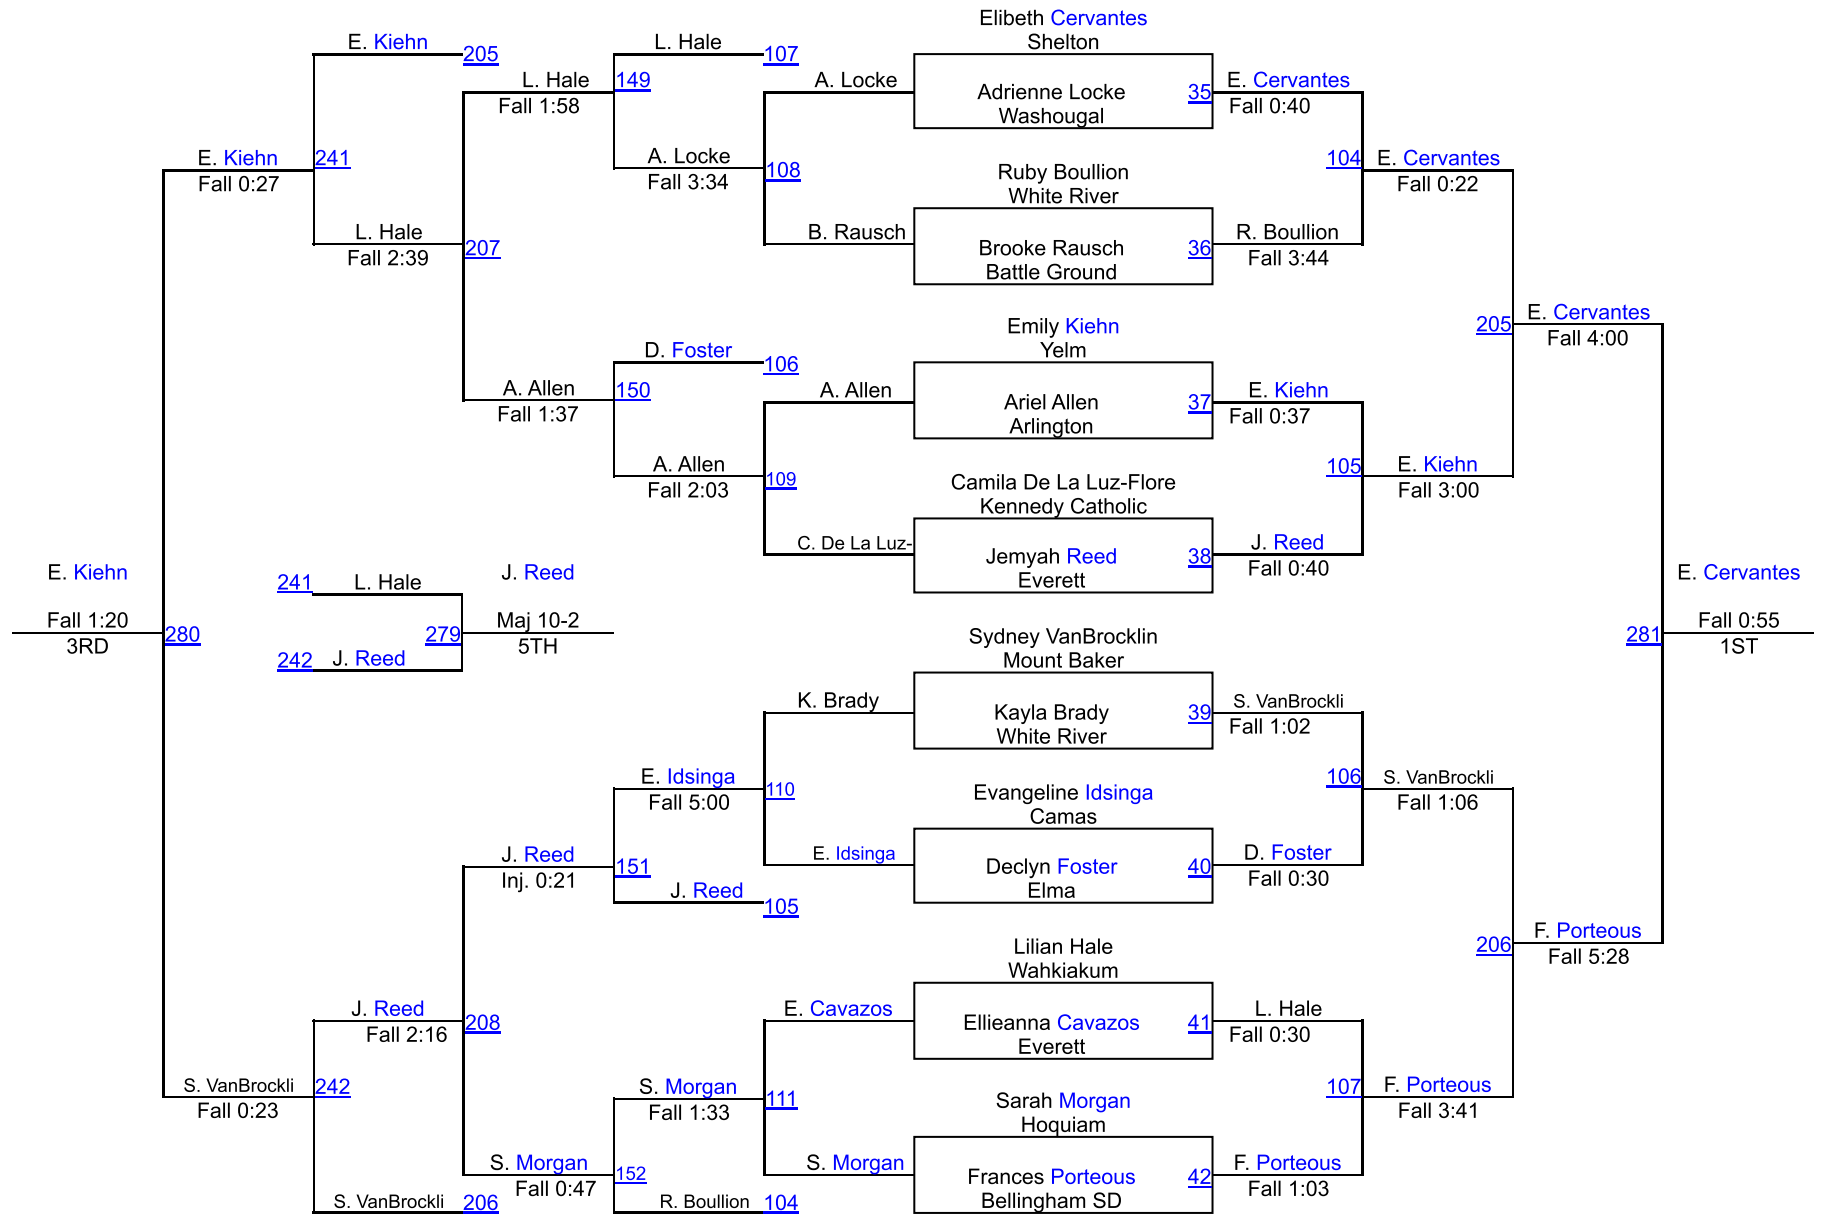 Elibeth Cervantes
E. Kiehn
L. Hale
Shelton
205
107
L. Hale
149
A. Locke
E. Cervantes
Fall 1:58
Adrienne Locke
35
Fall 0:40
Washougal
E. Kiehn
241
A. Locke
104
E. Cervantes
Fall 0:27
Fall 3:34
108
Ruby Boullion
Fall 0:22
White River
L. Hale
B. Rausch
R. Boullion
Fall 2:39
207
Brooke Rausch
36
Fall 3:44
Battle Ground
E. Cervantes
205
Fall 4:00
Emily Kiehn
D. Foster
Yelm
106
A. Allen
150
A. Allen
E. Kiehn
Fall 1:37
Ariel Allen
37
Fall 0:37
Arlington
A. Allen
105
E. Kiehn
Fall 2:03
109
Camila De La Luz-Flore
Fall 3:00
Kennedy Catholic
C. De La Luz-
J. Reed
Jemyah Reed
38
Fall 0:40
Everett
E. Kiehn
J. Reed
E. Cervantes
241
L. Hale
Fall 1:20
Maj 10-2
Fall 0:55
280
279
281
3RD
5TH
1ST
242
J. Reed
Sydney VanBrocklin
Mount Baker
K. Brady
S. VanBrockli
Kayla Brady
39
Fall 1:02
White River
E. Idsinga
106
S. VanBrockli
Fall 5:00
110
Evangeline Idsinga
Fall 1:06
Camas
J. Reed
E. Idsinga
D. Foster
Inj. 0:21
151
Declyn Foster
40
Fall 0:30
J. Reed
Elma
105
F. Porteous
206
Fall 5:28
Lilian Hale
Wahkiakum
J. Reed
E. Cavazos
L. Hale
Fall 2:16
208
Ellieanna Cavazos
41
Fall 0:30
Everett
S. VanBrockli
242
S. Morgan
107
F. Porteous
Fall 0:23
Fall 1:33
111
Sarah Morgan
Fall 3:41
Hoquiam
S. Morgan
S. Morgan
F. Porteous
Fall 0:47
152
Frances Porteous
42
Fall 1:03
S. VanBrockli
206
R. Boullion
104
Bellingham SD